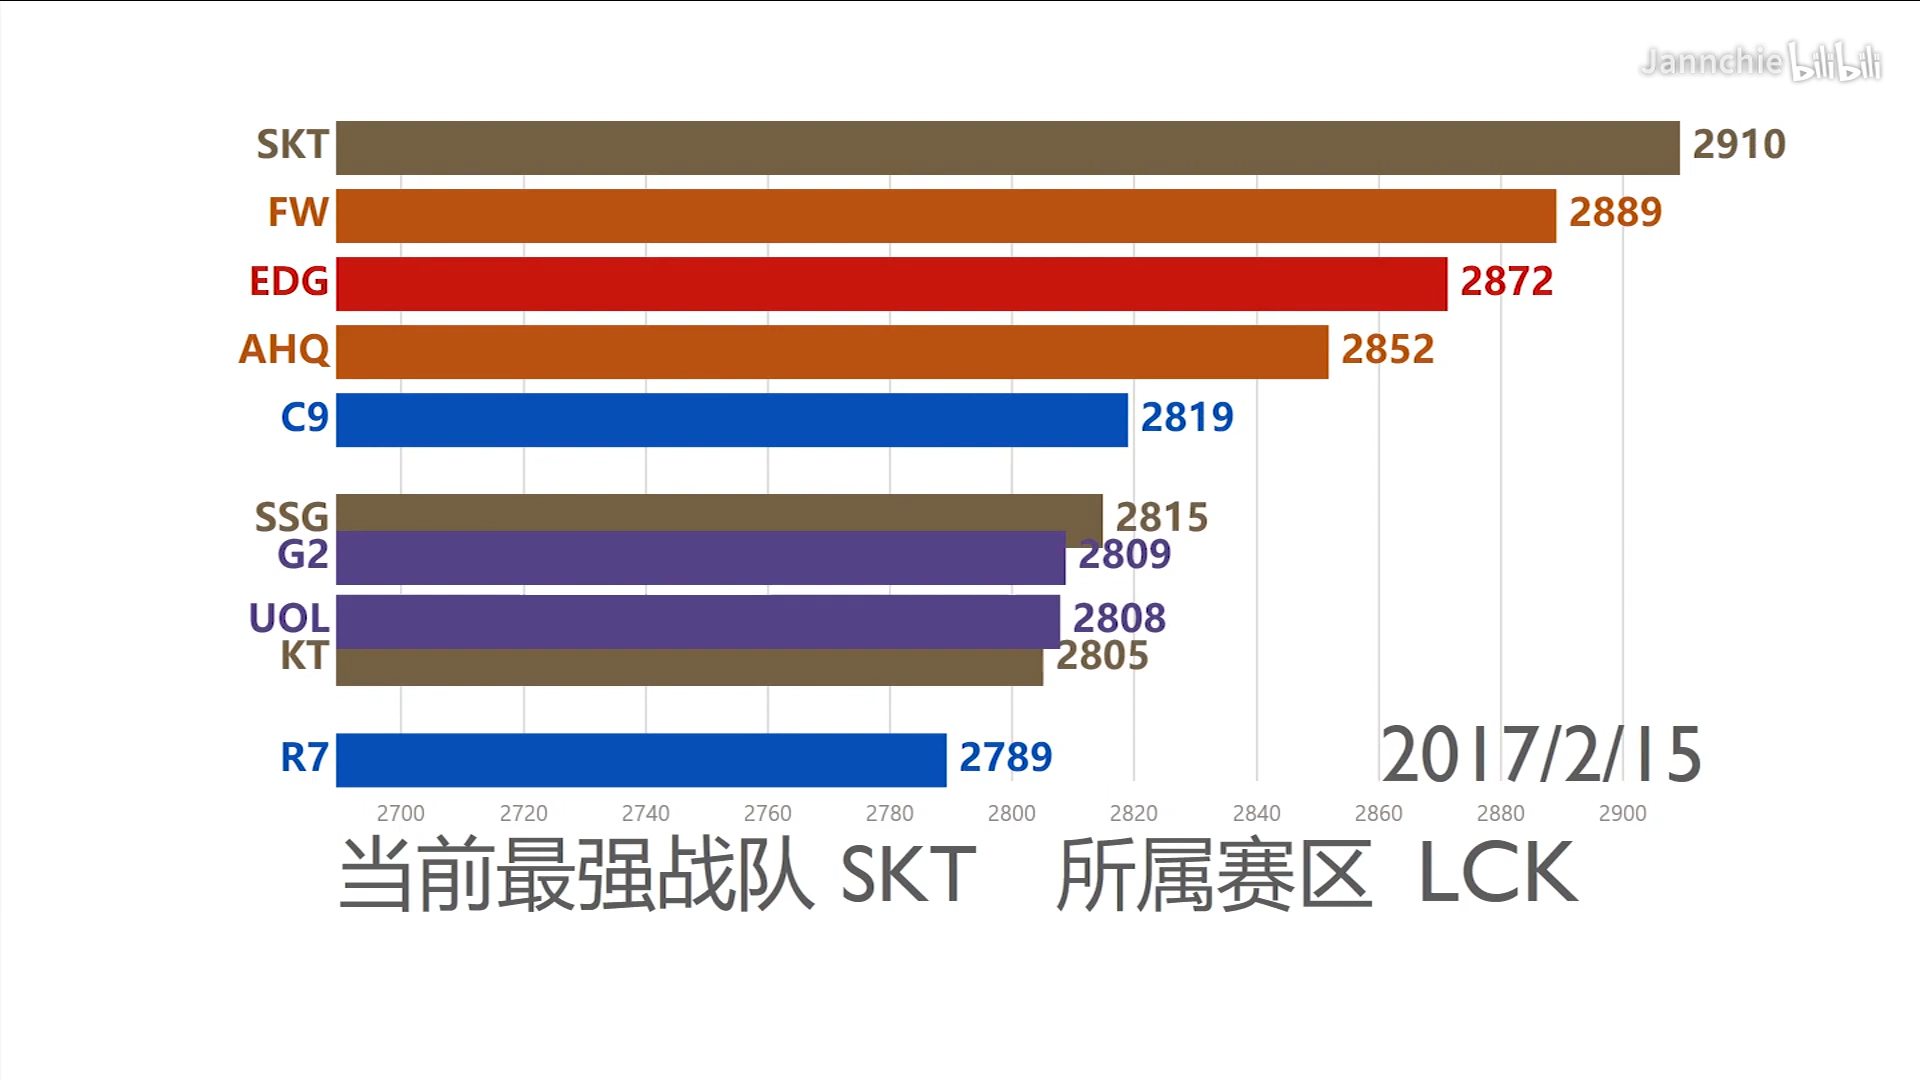 Jannchie bilibili
SKT 2910
FW 2889
EDG 2872
AHQ 2852
C9 2819
SSG 2815
G2 2809
UOL 2808
KT 2805
R7 2789
2017/2/15
2700 2720 2740 2760 2780 2800 2820 2840 2860 2880 2900
当前最强战队 SKT 所属赛区 LCK